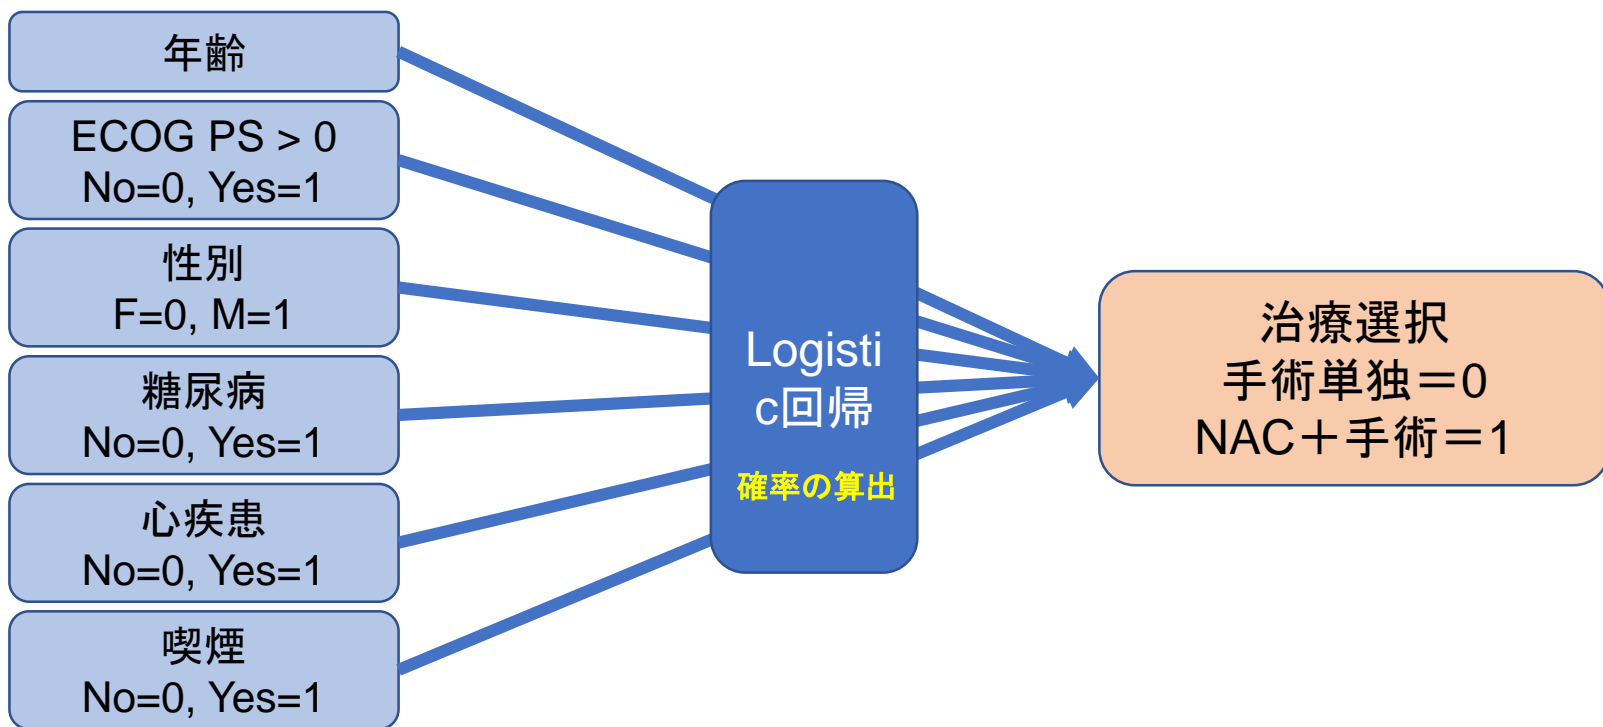 年齢
ECOG PS > 0
No=0, Yes=1
性別
F=0, M=1
糖尿病
No=0, Yes=1
心疾患
No=0, Yes=1
喫煙
No=0, Yes=1
Logisti
c回帰
確率の算出
治療選択
手術単独＝0
NAC＋手術＝1